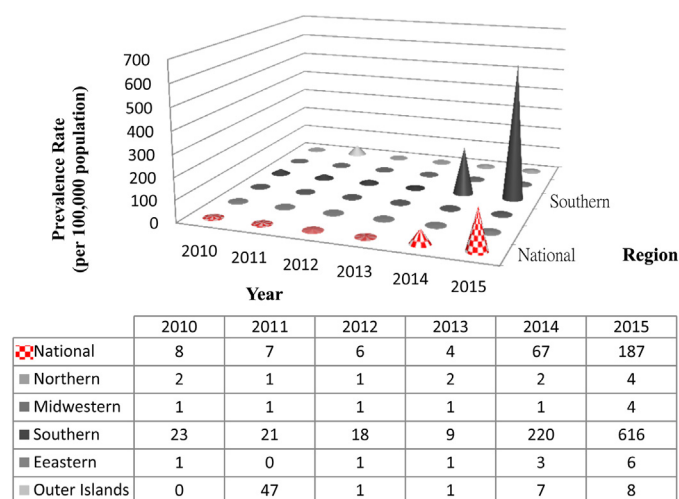 700
600
500
400
300
200
100
0
Prevalence Rate
(per 100,000 population)
2010 2011 2012 2013 2014 2015
Year
Southern
National
Region
2010 2011 2012 2013 2014 2015
National 8 7 6 4 67 187
Northern 2 1 1 2 2 4
Midwestern 1 1 1 1 1 4
Southern 23 21 18 9 220 616
Eeastern 1 0 1 1 3 6
Outer Islands 0 47 1 1 7 8